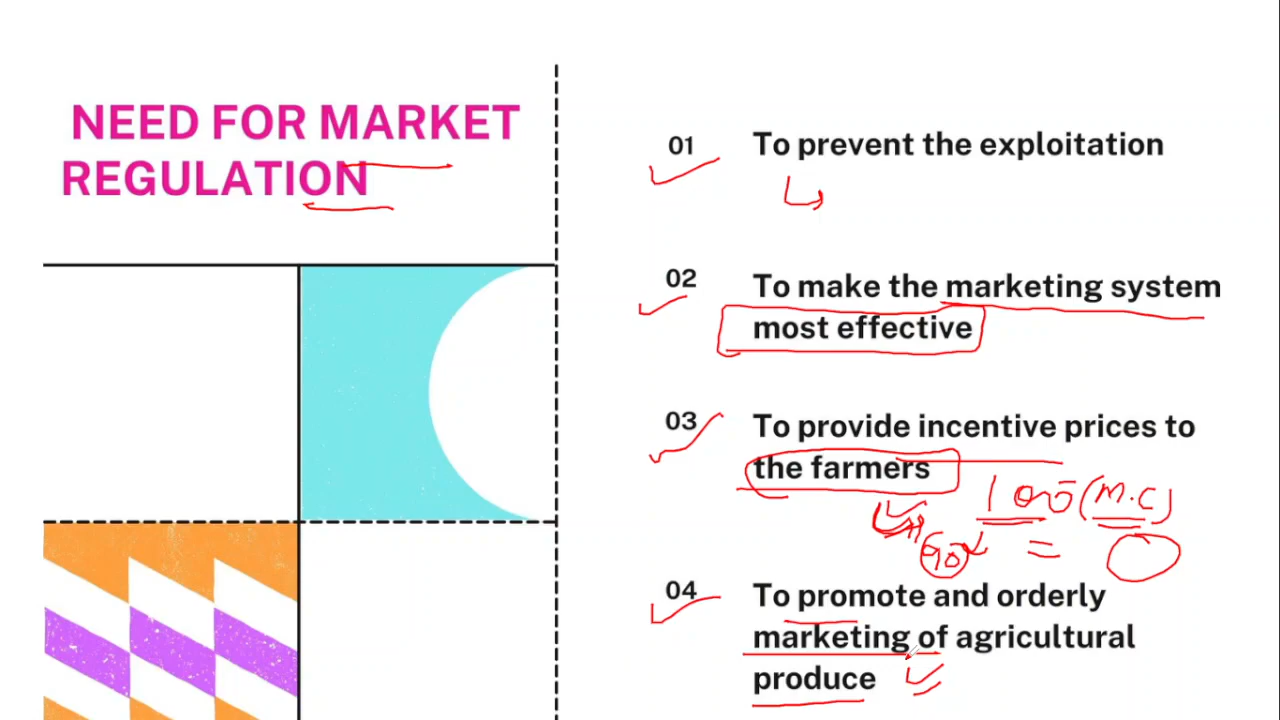 NEED FOR MARKET
REGULATION
01
To prevent the exploitation
02
To make the marketing system
most effective
03
To provide incentive prices to
the farmers
(M.C)
90
04
To promote and orderly
marketing of agricultural
produce